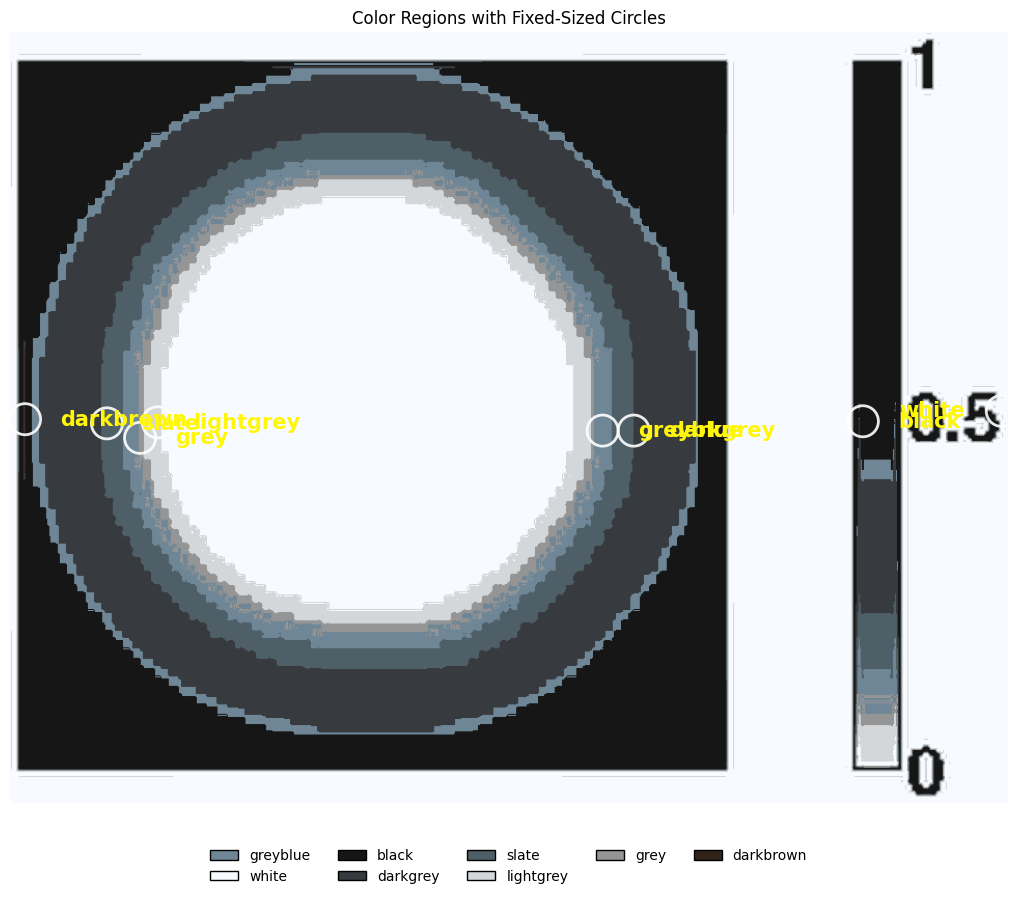 Color Regions with Fixed-Sized Circles
1
darkbrown
slate
lightgrey
grey
greyblue
darkgrey
white
black
0.5
0
greyblue black slate grey darkbrown
white darkgrey lightgrey